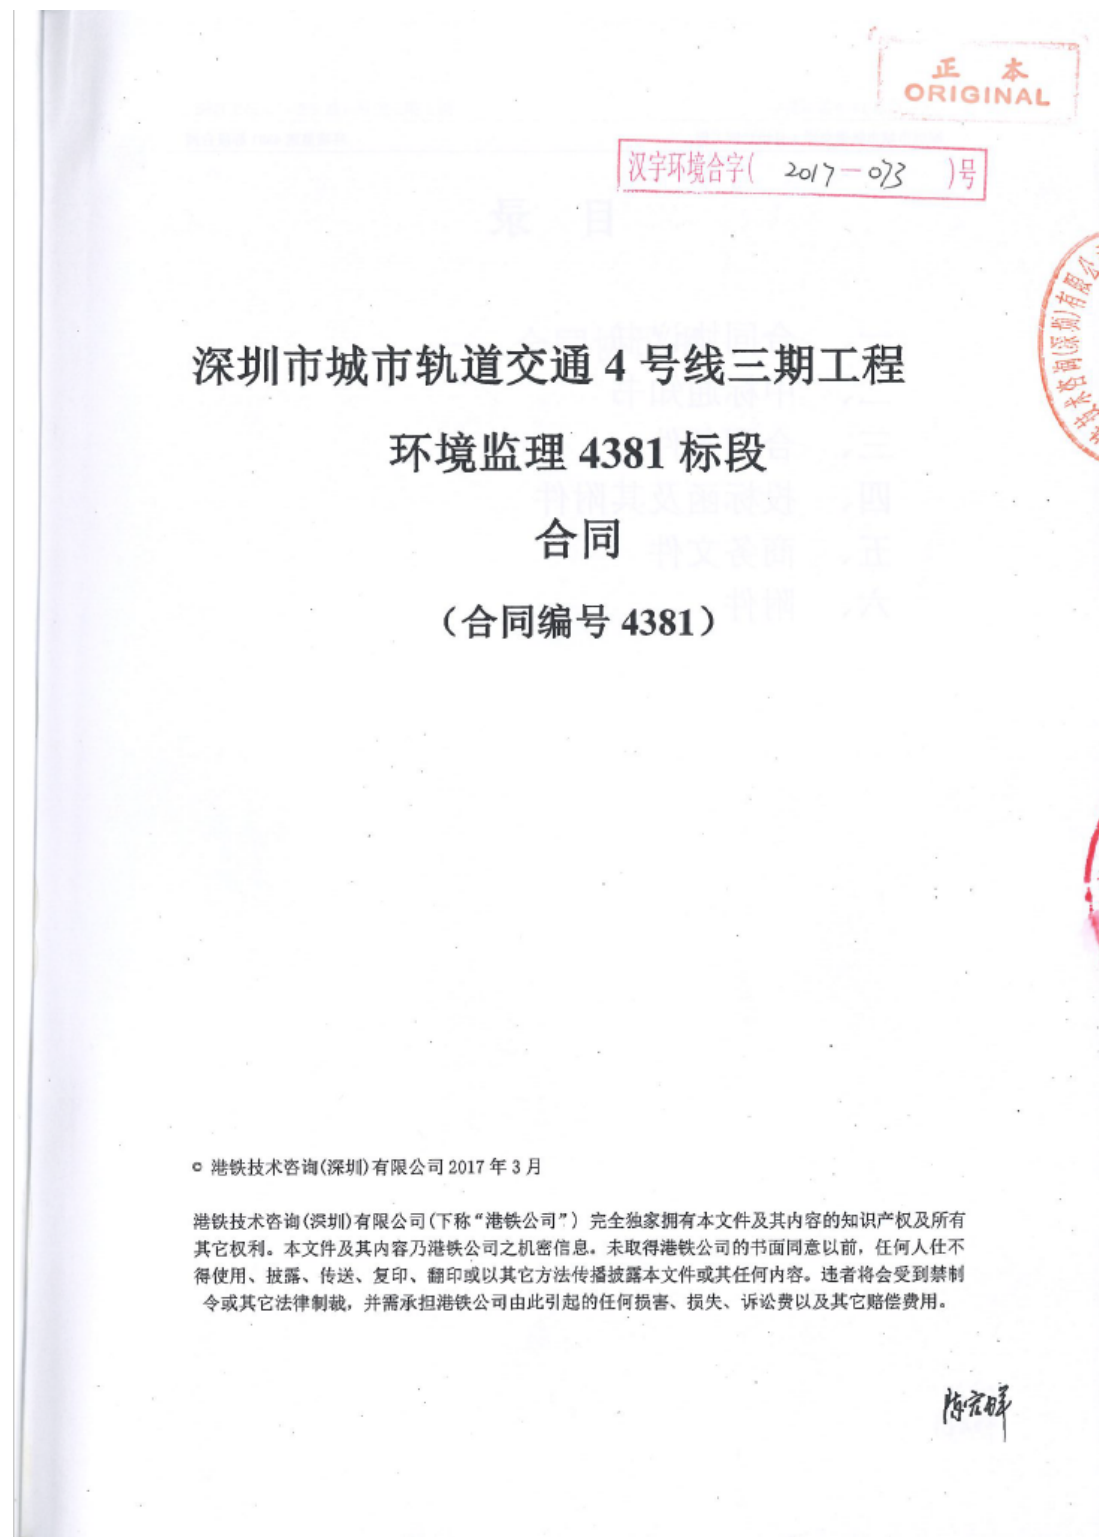 正 本
ORIGINAL
汉宇环境合字( 2017-073 )号
技术咨询(深圳)有限公
深圳市城市轨道交通 4 号线三期工程
环境监理 4381 标段
合同
（合同编号 4381）
© 港铁技术咨询(深圳)有限公司 2017 年 3 月
港铁技术咨询(深圳)有限公司(下称“港铁公司”) 完全独家拥有本文件及其内容的知识产权及所有
其它权利。本文件及其内容乃港铁公司之机密信息。未取得港铁公司的书面同意以前，任何人仕不
得使用、披露、传送、复印、翻印或以其它方法传播披露本文件或其任何内容。违者将会受到禁制
令或其它法律制裁，并需承担港铁公司由此引起的任何损害、损失、诉讼费以及其它赔偿费用。